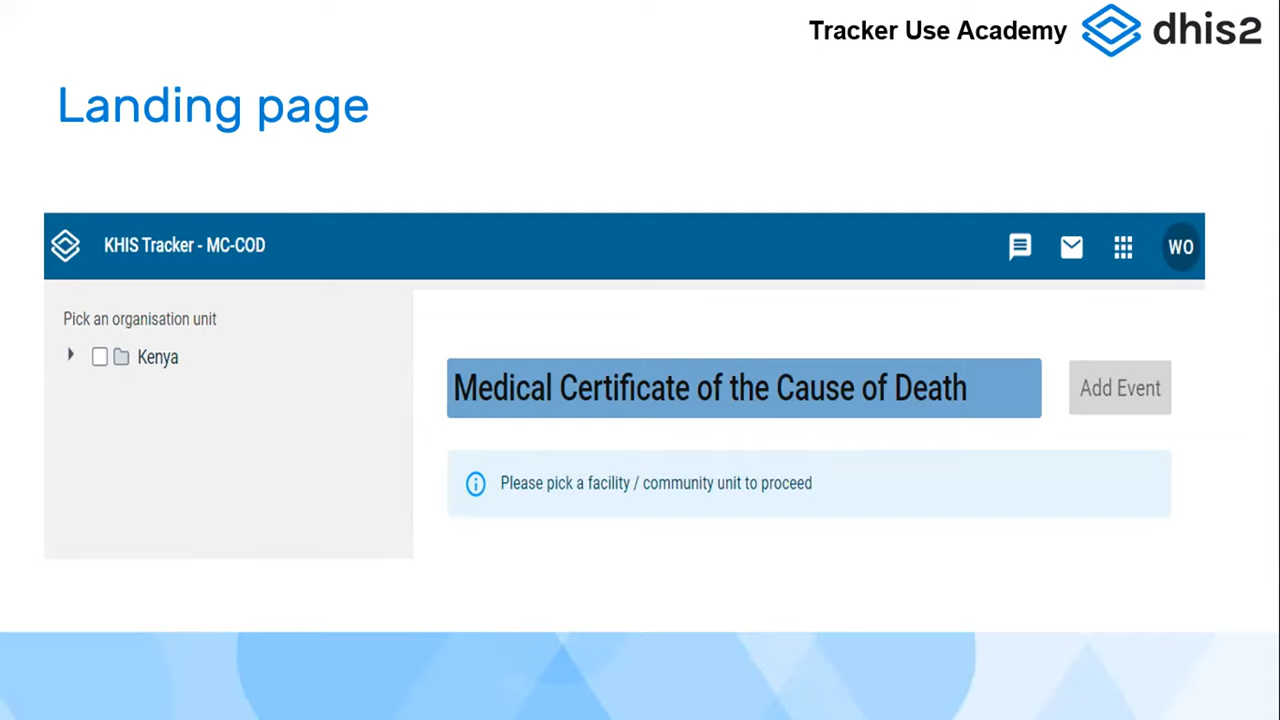 Tracker Use Academy dhis2
Landing page
KHIS Tracker - MC-COD WO
Pick an organisation unit
Kenya
Medical Certificate of the Cause of Death Add Event
Please pick a facility / community unit to proceed